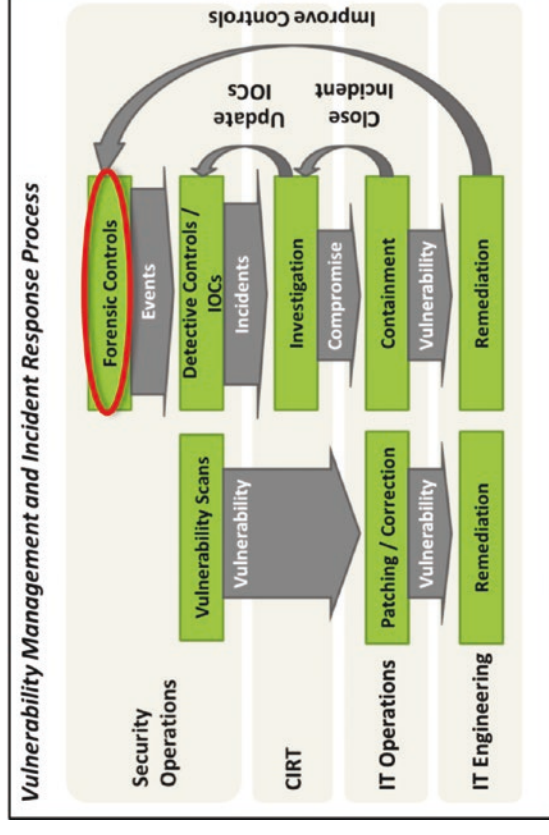 Vulnerability Management and Incident Response Process
Security
Operations
CIRT
IT Operations
IT Engineering
Vulnerability Scans
Vulnerability
Patching / Correction
Vulnerability
Remediation
Forensic Controls
Events
Detective Controls /
IOCs
Incidents
Investigation
Compromise
Containment
Vulnerability
Remediation
Update
IOCs
Close
Incident
Improve Controls